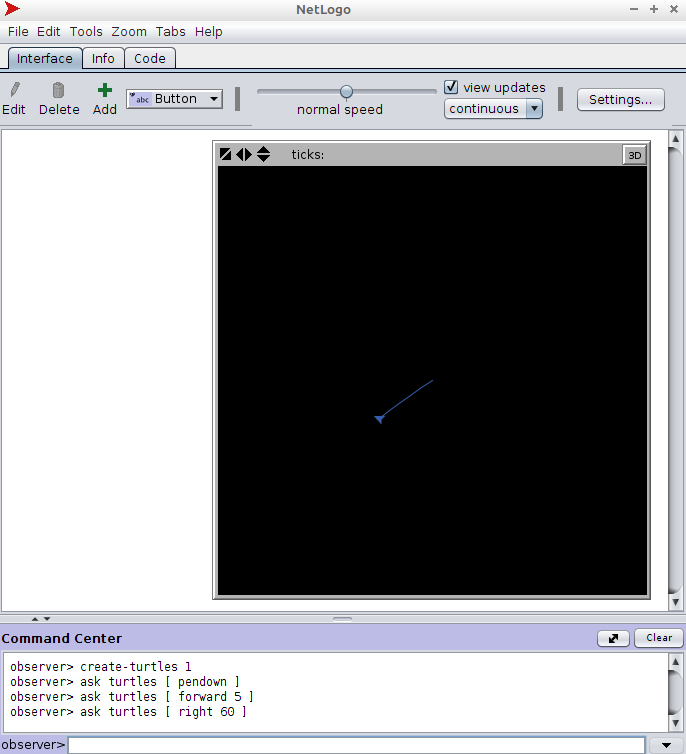 NetLogo
File Edit Tools Zoom Tabs Help
Interface Info Code
Edit Delete Add abc Button normal speed view updates continuous Settings...
ticks: 3D
Command Center Clear
observer> create-turtles 1
observer> ask turtles [ pendown ]
observer> ask turtles [ forward 5 ]
observer> ask turtles [ right 60 ]
observer>